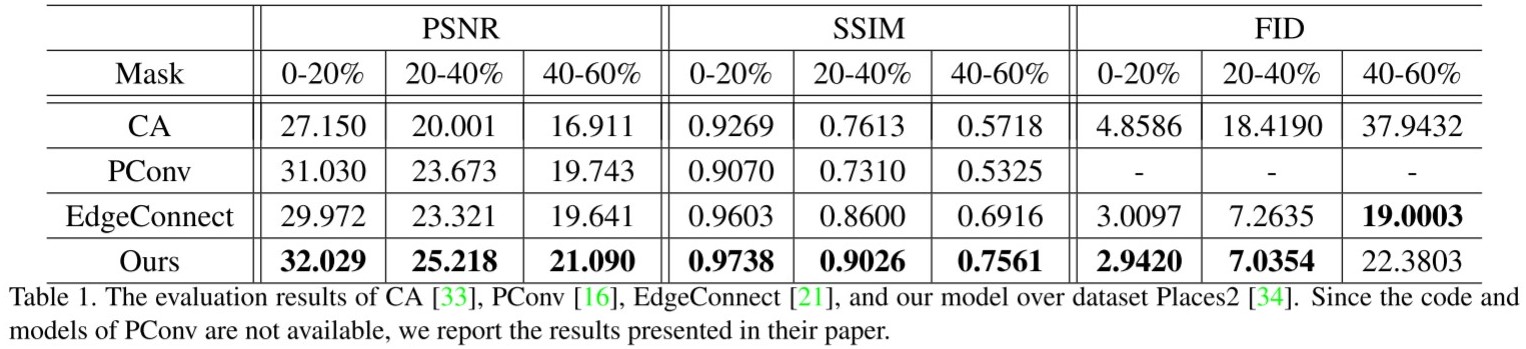 PSNR SSIM FID
Mask 0-20% 20-40% 40-60% 0-20% 20-40% 40-60% 0-20% 20-40% 40-60%
CA 27.150 20.001 16.911 0.9269 0.7613 0.5718 4.8586 18.4190 37.9432
PConv 31.030 23.673 19.743 0.9070 0.7310 0.5325 - - -
EdgeConnect 29.972 23.321 19.641 0.9603 0.8600 0.6916 3.0097 7.2635 19.0003
Ours 32.029 25.218 21.090 0.9738 0.9026 0.7561 2.9420 7.0354 22.3803
Table 1. The evaluation results of CA [33], PConv [16], EdgeConnect [21], and our model over dataset Places2 [34]. Since the code and
models of PConv are not available, we report the results presented in their paper.